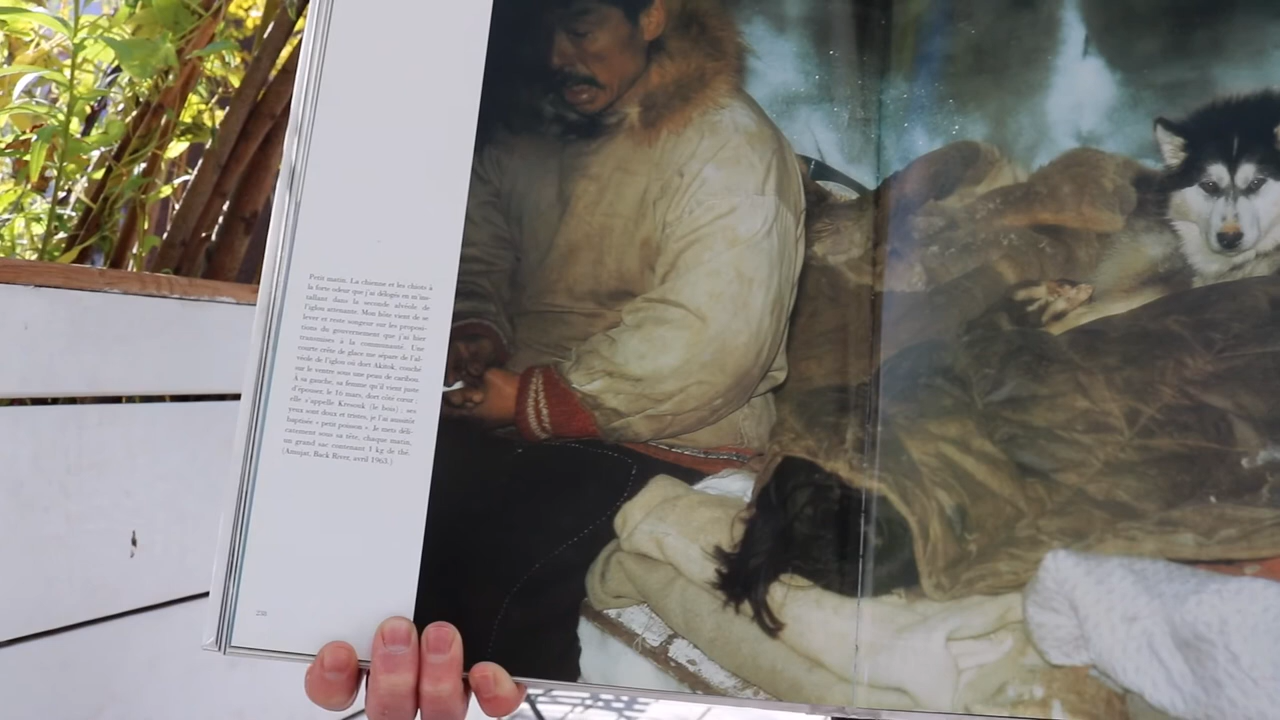 Petit matin. La chienne et les chiots à
la forte odeur que j'ai délogés en m'ins-
tallant dans la seconde alvéole de
l'iglou attenante. Mon hôte vient de se
lever et reste songeur sur les proposi-
tions du gouvernement que j'ai hier
transmises à la communauté. Une
courte crête de glace me sépare de l'al-
véole de l'iglou où dort Akitok, couché
sur le ventre sous une peau de caribou.
À sa gauche, sa femme qu'il vient juste
d'épouser, le 16 mars, dort côté cœur ;
elle s'appelle Kresouk (le bois) ; ses
yeux sont doux et tristes, je l'ai aussitôt
baptisée « petit poisson ». Je mets déli-
catement sous sa tête, chaque matin,
un grand sac contenant 1 kg de thé.
(Amujat, Back River, avril 1963.)
238